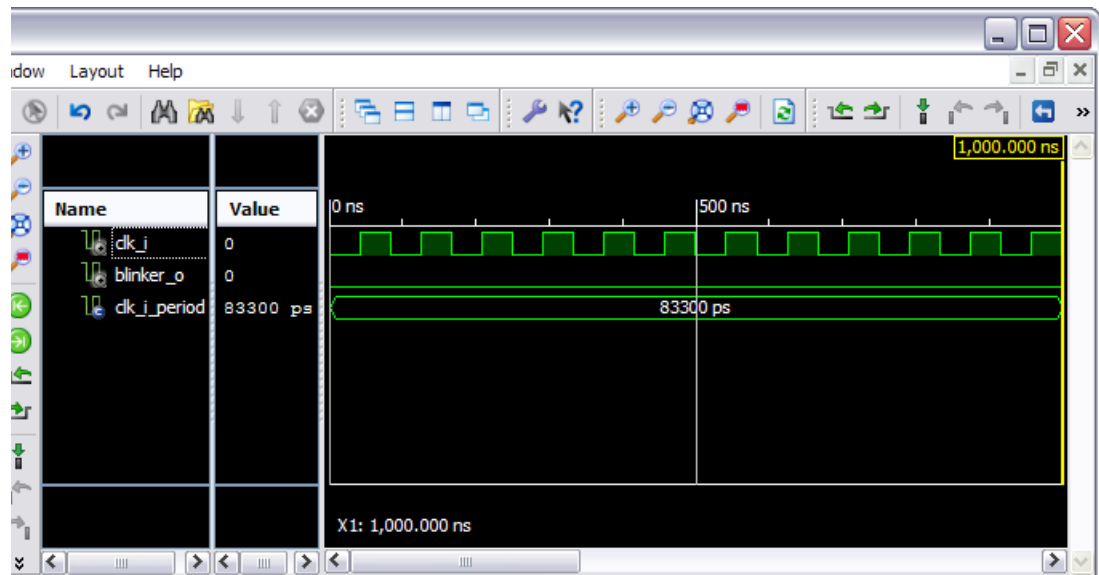 dow Layout Help
1,000.000 ns
Name Value 0 ns 500 ns
clk_i 0
blinker_o 0
clk_i_period 83300 ps 83300 ps
X1: 1,000.000 ns